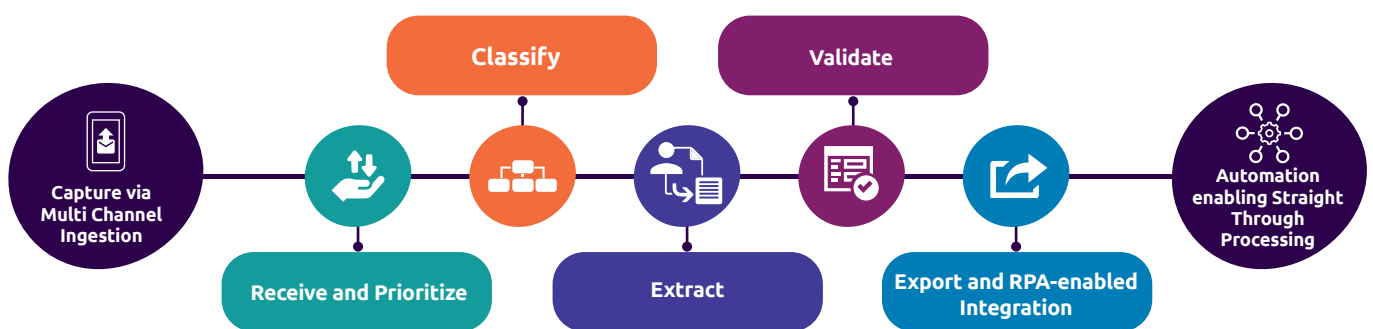 Capture via
Multi Channel
Ingestion
Receive and Prioritize
Classify
Extract
Validate
Export and RPA-enabled
Integration
Automation
enabling Straight
Through
Processing